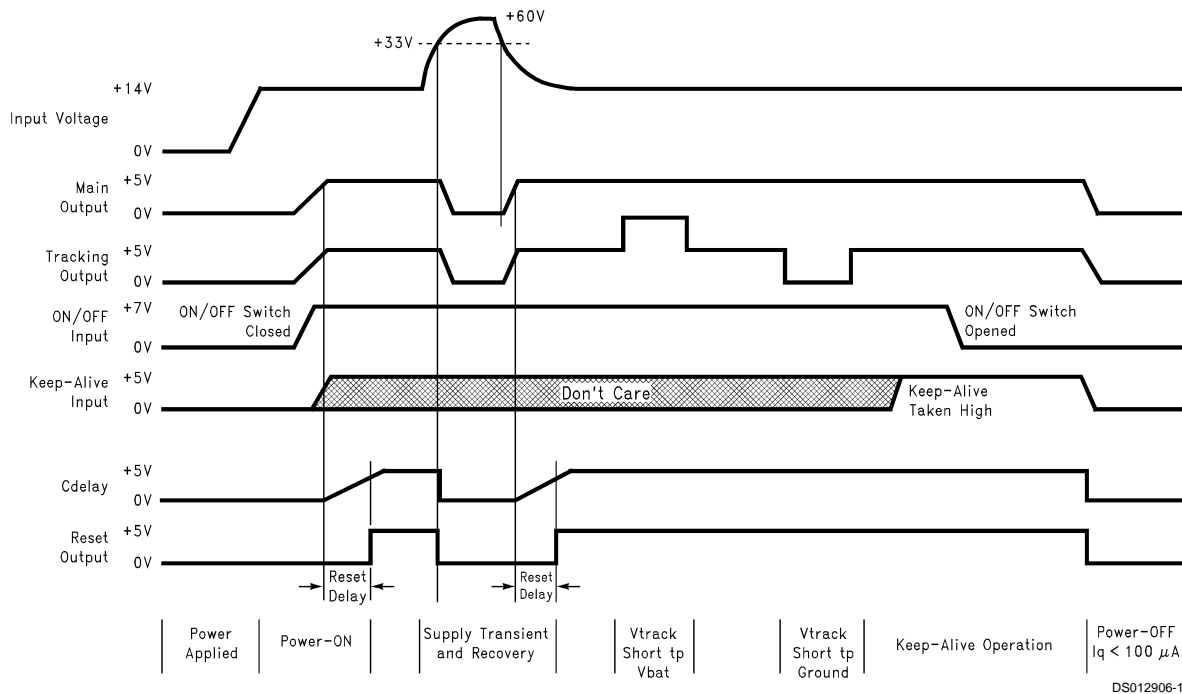 +60V
+33V
+14V
Input Voltage
0V
Main
Output
+5V
0V
Tracking
Output
+5V
0V
ON/OFF
Input
+7V
0V
ON/OFF Switch
Closed
ON/OFF Switch
Opened
Keep-Alive
Input
+5V
0V
Don't Care
Keep-Alive
Taken High
Cdelay
+5V
0V
Reset
Output
+5V
0V
Reset
Delay
Reset
Delay
Power
Applied
Power-ON
Supply Transient
and Recovery
Vtrack
Short tp
Vbat
Vtrack
Short tp
Ground
Keep-Alive Operation
Power-OFF
Iq < 100 μA
DS012906-1